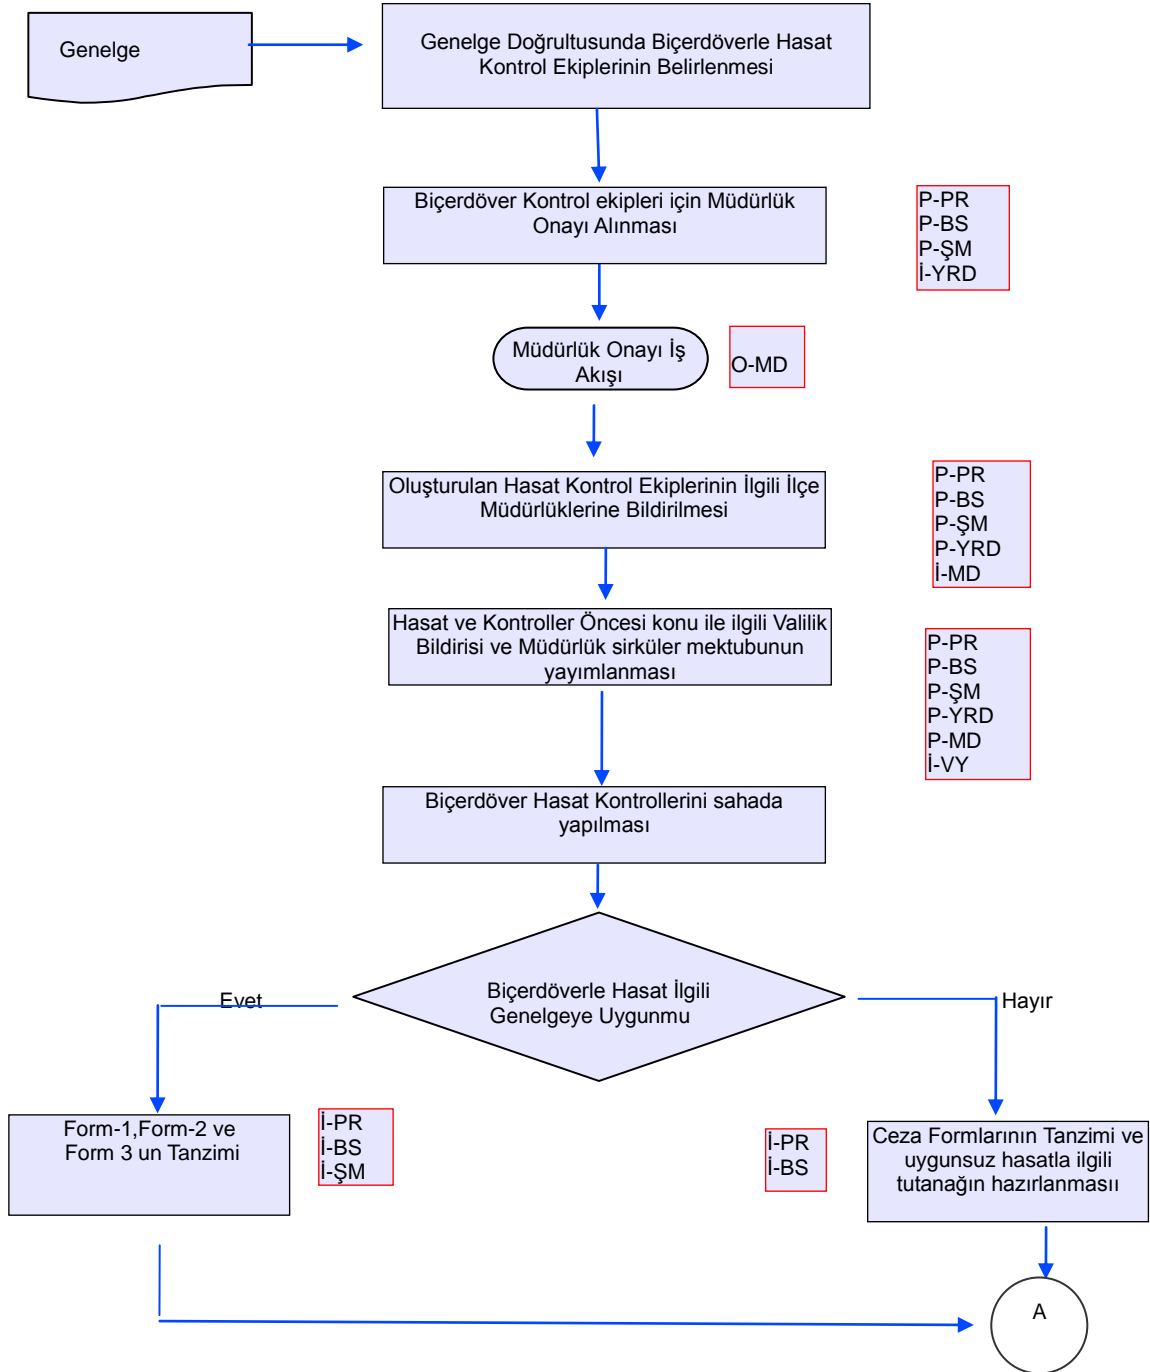 Genelge
Genelge Doğrultusunda Biçerdöverle Hasat
Kontrol Ekiplerinin Belirlenmesi
Biçerdöver Kontrol ekipleri için Müdürlük
Onayı Alınması
P-PR
P-BS
P-ŞM
İ-YRD
Müdürlük Onayı İş
Akışı
O-MD
Oluşturulan Hasat Kontrol Ekiplerinin İlgili İlçe
Müdürlüklerine Bildirilmesi
P-PR
P-BS
P-ŞM
P-YRD
İ-MD
Hasat ve Kontroller Öncesi konu ile ilgili Valilik
Bildirisi ve Müdürlük sirküler mektubunun
yayımlanması
P-PR
P-BS
P-ŞM
P-YRD
P-MD
İ-VY
Biçerdöver Hasat Kontrollerini sahada
yapılması
Biçerdöverle Hasat İlgili
Genelgeye Uygunmu
Evet
Hayır
Form-1,Form-2 ve
Form 3 un Tanzimi
İ-PR
İ-BS
İ-ŞM
İ-PR
İ-BS
Ceza Formlarının Tanzimi ve
uygunsuz hasatla ilgili
tutanağın hazırlanmasıı
A